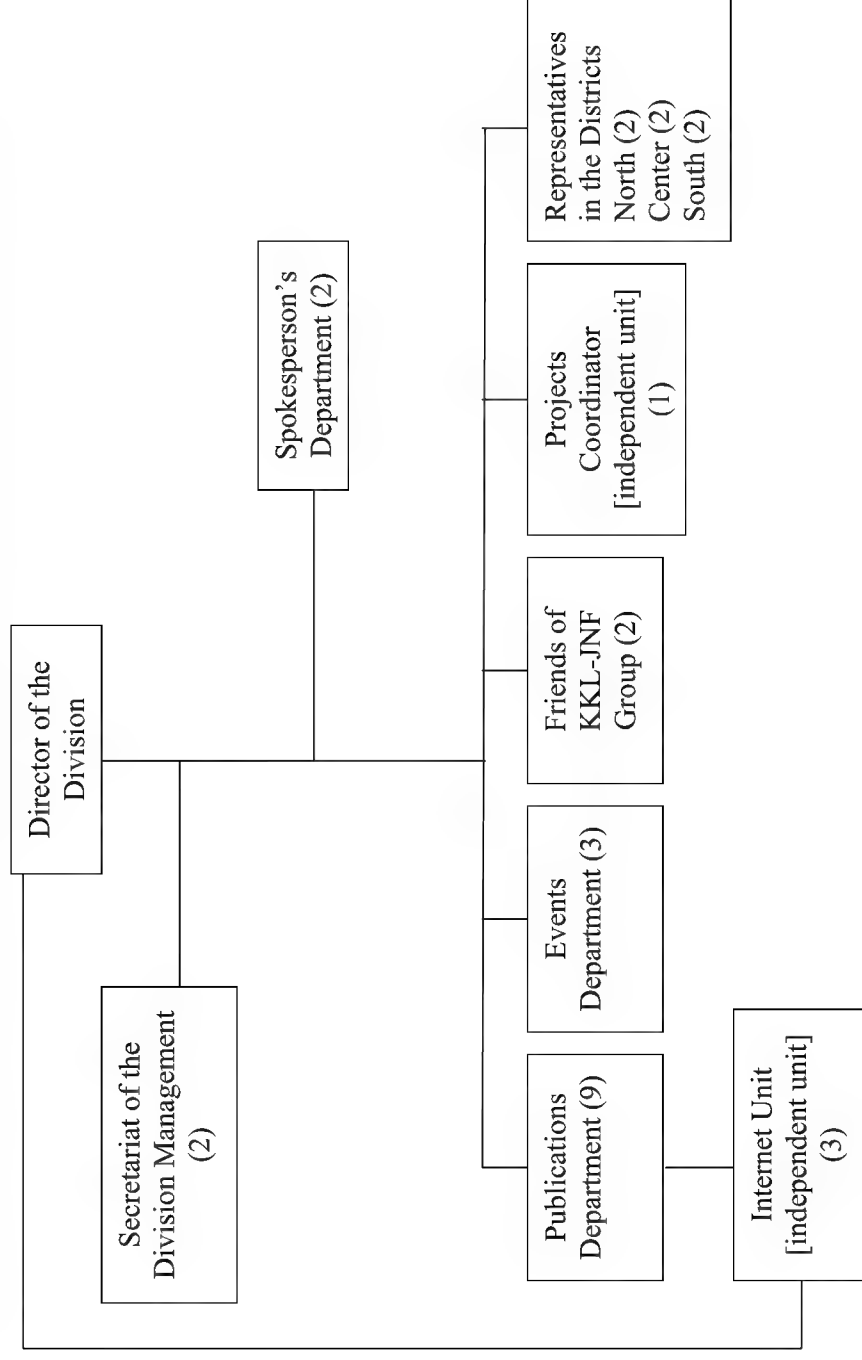 Director of the
Division
Secretariat of the
Division Management
(2)
Spokesperson's
Department (2)
Publications
Department (9)
Events
Department (3)
Friends of
KKL-JNF
Group (2)
Projects
Coordinator
[independent unit]
(1)
Representatives
in the Districts
North (2)
Center (2)
South (2)
Internet Unit
[independent unit]
(3)